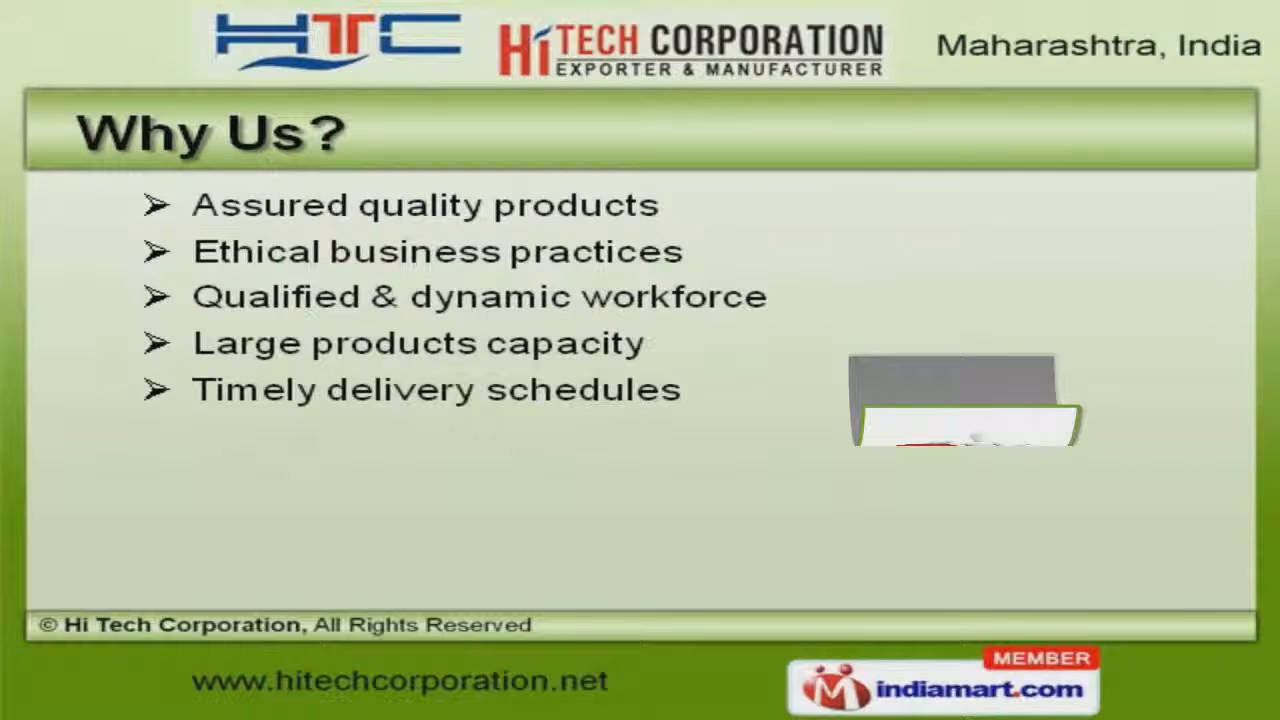 HTC
HiTECH CORPORATION
EXPORTER & MANUFACTURER
Maharashtra, India
Why Us?
➢ Assured quality products
➢ Ethical business practices
➢ Qualified & dynamic workforce
➢ Large products capacity
➢ Timely delivery schedules
© Hi Tech Corporation, All Rights Reserved
www.hitechcorporation.net
MEMBER
indiamart.com